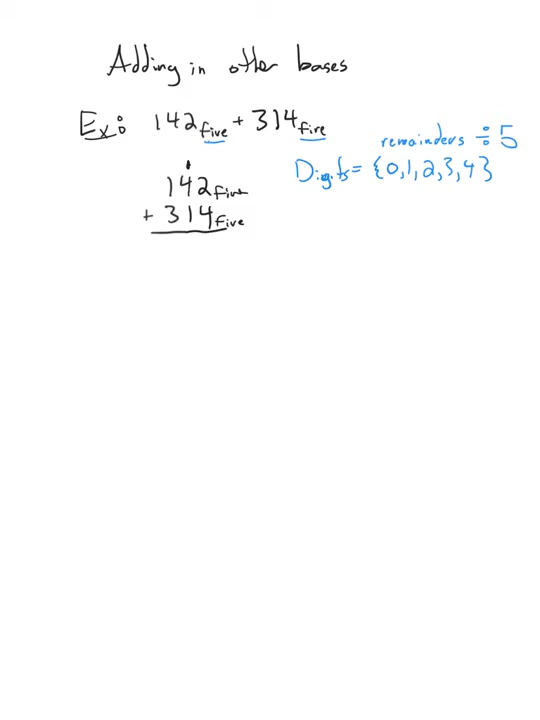 Adding in other bases
Ex: 142five + 314five
remainders ÷ 5
Digits = {0,1,2,3,4}
142five
+ 314five